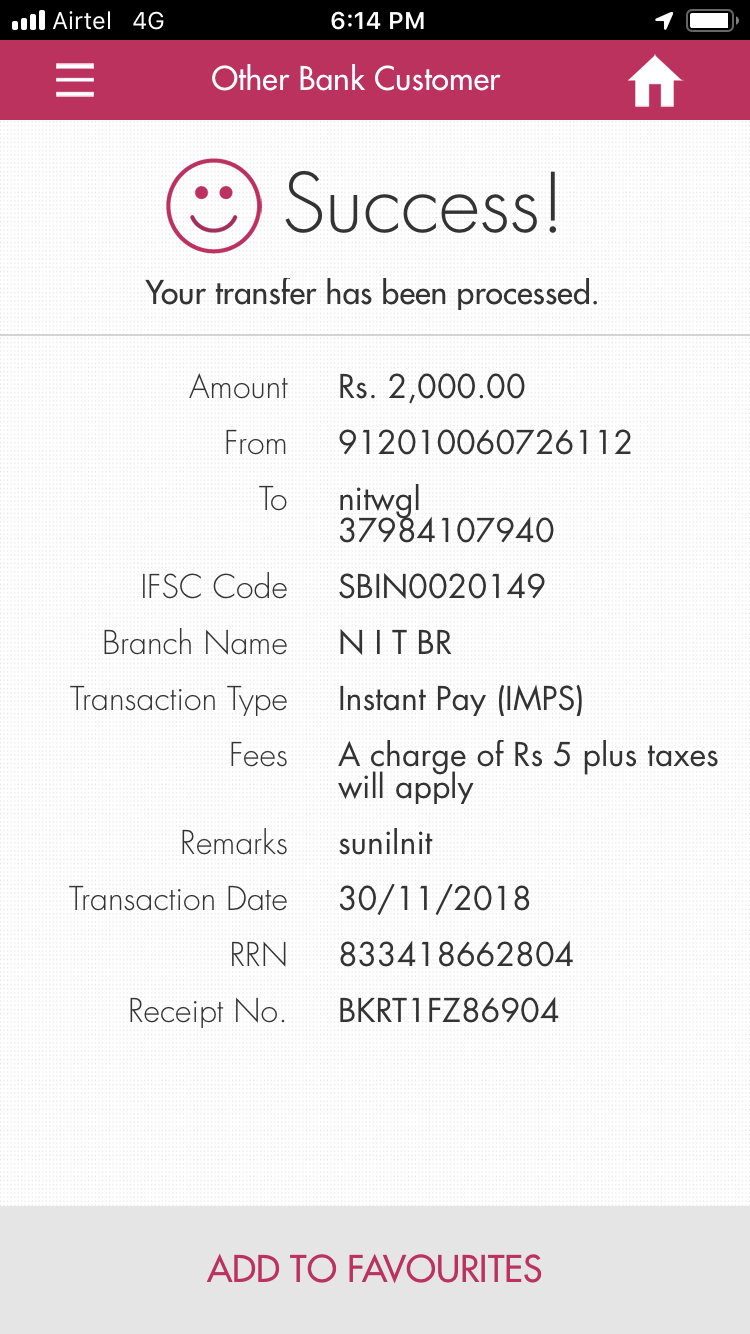 Airtel 4G 6:14 PM
Other Bank Customer
Success!
Your transfer has been processed.
Amount Rs. 2,000.00
From 912010060726112
To nitwgl
37984107940
IFSC Code SBIN0020149
Branch Name N I T BR
Transaction Type Instant Pay (IMPS)
Fees A charge of Rs 5 plus taxes
will apply
Remarks sunilnit
Transaction Date 30/11/2018
RRN 833418662804
Receipt No. BKRT1FZ86904
ADD TO FAVOURITES